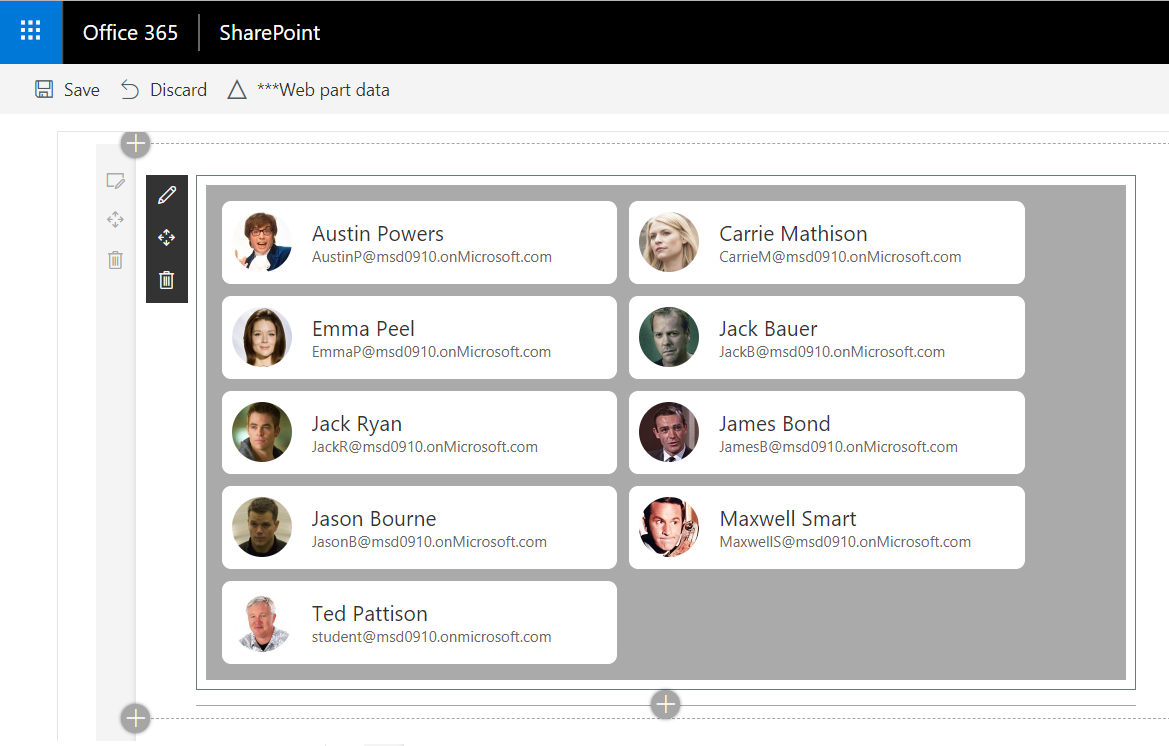 Office 365 SharePoint
Save Discard ***Web part data
Austin Powers
AustinP@msd0910.onMicrosoft.com
Carrie Mathison
CarrieM@msd0910.onMicrosoft.com
Emma Peel
EmmaP@msd0910.onMicrosoft.com
Jack Bauer
JackB@msd0910.onMicrosoft.com
Jack Ryan
JackR@msd0910.onMicrosoft.com
James Bond
JamesB@msd0910.onMicrosoft.com
Jason Bourne
JasonB@msd0910.onMicrosoft.com
Maxwell Smart
MaxwellS@msd0910.onMicrosoft.com
Ted Pattison
student@msd0910.onmicrosoft.com